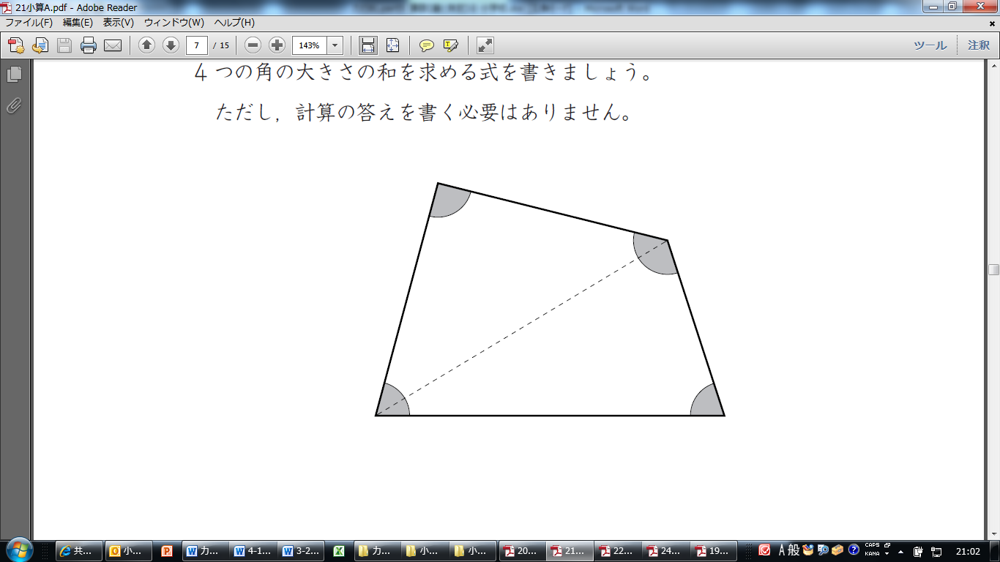 21小算A.pdf - Adobe Reader
ファイル(F) 編集(E) 表示(V) ウィンドウ(W) ヘルプ(H)
7 / 15 143% ツール 注釈
4つの角の大きさの和を求める式を書きましょう。
ただし，計算の答えを書く必要はありません。
共... 小... 力... 4-1... 3-2... 力... 小... 小... 20... 21... 22... 24... 19... A 般 CAPS KANA 21:02